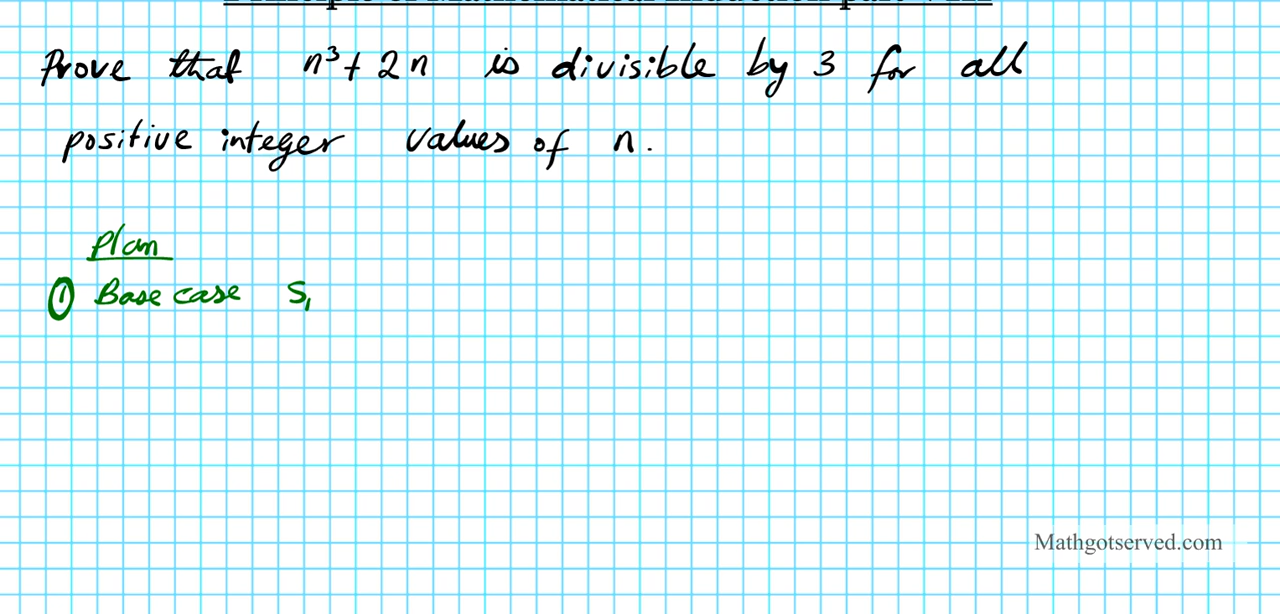 Prove that n³+ 2n is divisible by 3 for all
positive integer values of n.
Plan
① Base case S₁
Mathgotserved.com